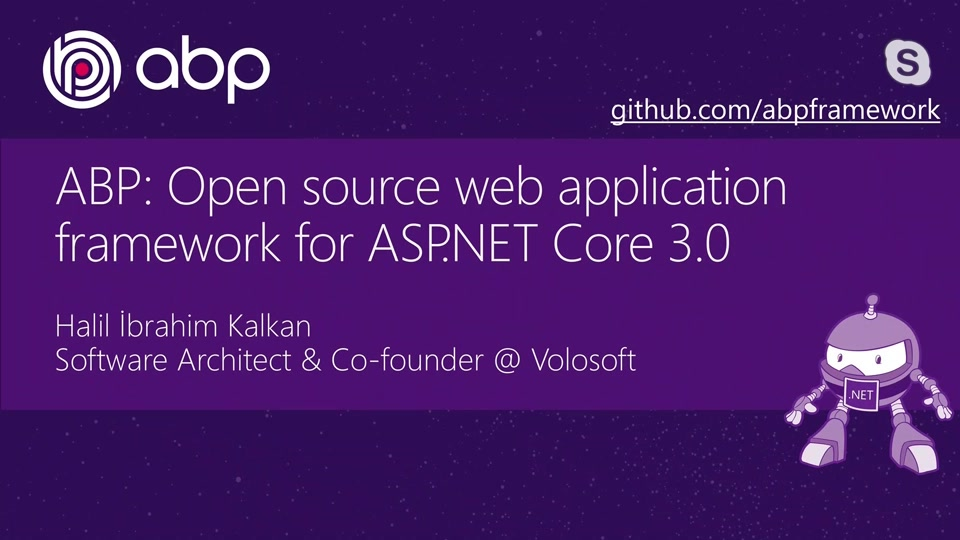 abp
S
github.com/abpframework
ABP: Open source web application
framework for ASP.NET Core 3.0
Halil İbrahim Kalkan
Software Architect & Co-founder @ Volosoft
.NET